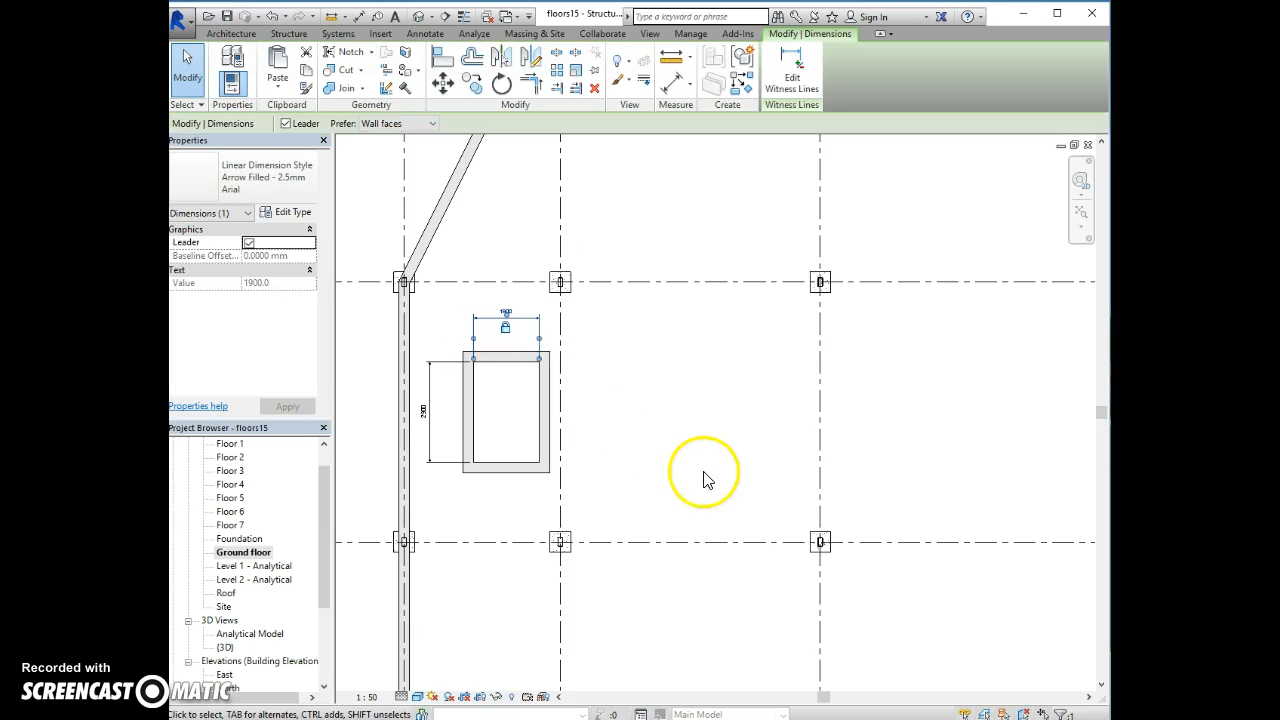 floors15 - Structu...
Type a keyword or phrase
Sign In
Architecture Structure Systems Insert Annotate Analyze Massing & Site Collaborate View Manage Add-Ins Modify | Dimensions
Modify
Paste
Notch
Cut
Join
Edit
Witness Lines
Select Properties Clipboard Geometry Modify View Measure Create Witness Lines
Modify | Dimensions Leader Prefer: Wall faces
Properties
Linear Dimension Style
Arrow Filled - 2.5mm
Arial
Dimensions (1) Edit Type
Graphics
Leader
Baseline Offset... 0.0000 mm
Text
Value 1900.0
1900
2900
Properties help Apply
Project Browser - floors15
Floor 1
Floor 2
Floor 3
Floor 4
Floor 5
Floor 6
Floor 7
Foundation
Ground floor
Level 1 - Analytical
Level 2 - Analytical
Roof
Site
3D Views
Analytical Model
{3D}
Elevations (Building Elevation
East
1 : 50
Click to select, TAB for alternates, CTRL adds, SHIFT unselects
:0
Main Model
:1
Recorded with
SCREENCAST MATIC